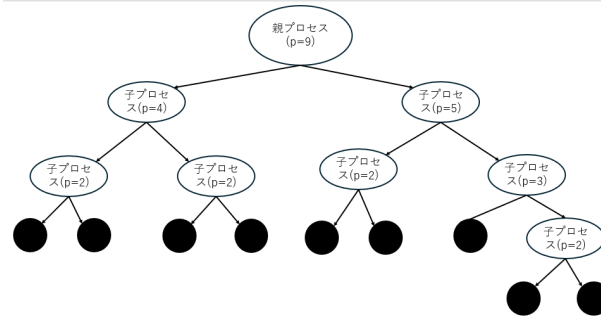 親プロセス
(p=9)
子プロセ
ス(p=4)
子プロセ
ス(p=5)
子プロセ
ス(p=2)
子プロセ
ス(p=2)
子プロセ
ス(p=2)
子プロセ
ス(p=3)
子プロセ
ス(p=2)